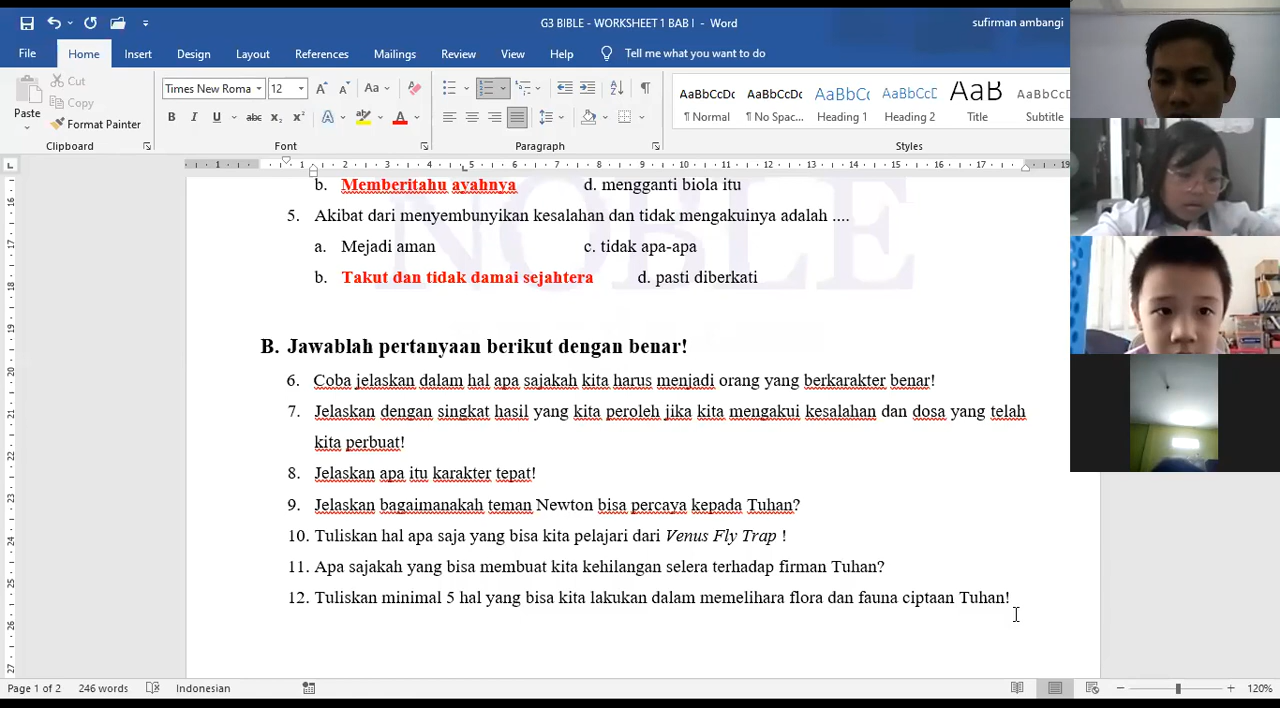 G3 BIBLE - WORKSHEET 1 BAB I - Word
sufirman ambangi
File Home Insert Design Layout References Mailings Review View Help Tell me what you want to do
Paste
Cut
Copy
Format Painter
Clipboard
Times New Roma 12
Font
Paragraph
AaBbCcDc AaBbCcDc AaBbC AaBbCcD AaB AaBbCcD
¶ Normal ¶ No Spac... Heading 1 Heading 2 Title Subtitle
Styles
NOBLE
b. Memberitahu ayahnya d. mengganti biola itu
5. Akibat dari menyembunyikan kesalahan dan tidak mengakuinya adalah ....
a. Mejadi aman c. tidak apa-apa
b. Takut dan tidak damai sejahtera d. pasti diberkati
B. Jawablah pertanyaan berikut dengan benar!
6. Coba jelaskan dalam hal apa sajakah kita harus menjadi orang yang berkarakter benar!
7. Jelaskan dengan singkat hasil yang kita peroleh jika kita mengakui kesalahan dan dosa yang telah
kita perbuat!
8. Jelaskan apa itu karakter tepat!
9. Jelaskan bagaimanakah teman Newton bisa percaya kepada Tuhan?
10. Tuliskan hal apa saja yang bisa kita pelajari dari Venus Fly Trap !
11. Apa sajakah yang bisa membuat kita kehilangan selera terhadap firman Tuhan?
12. Tuliskan minimal 5 hal yang bisa kita lakukan dalam memelihara flora dan fauna ciptaan Tuhan!
Page 1 of 2 246 words Indonesian 120%